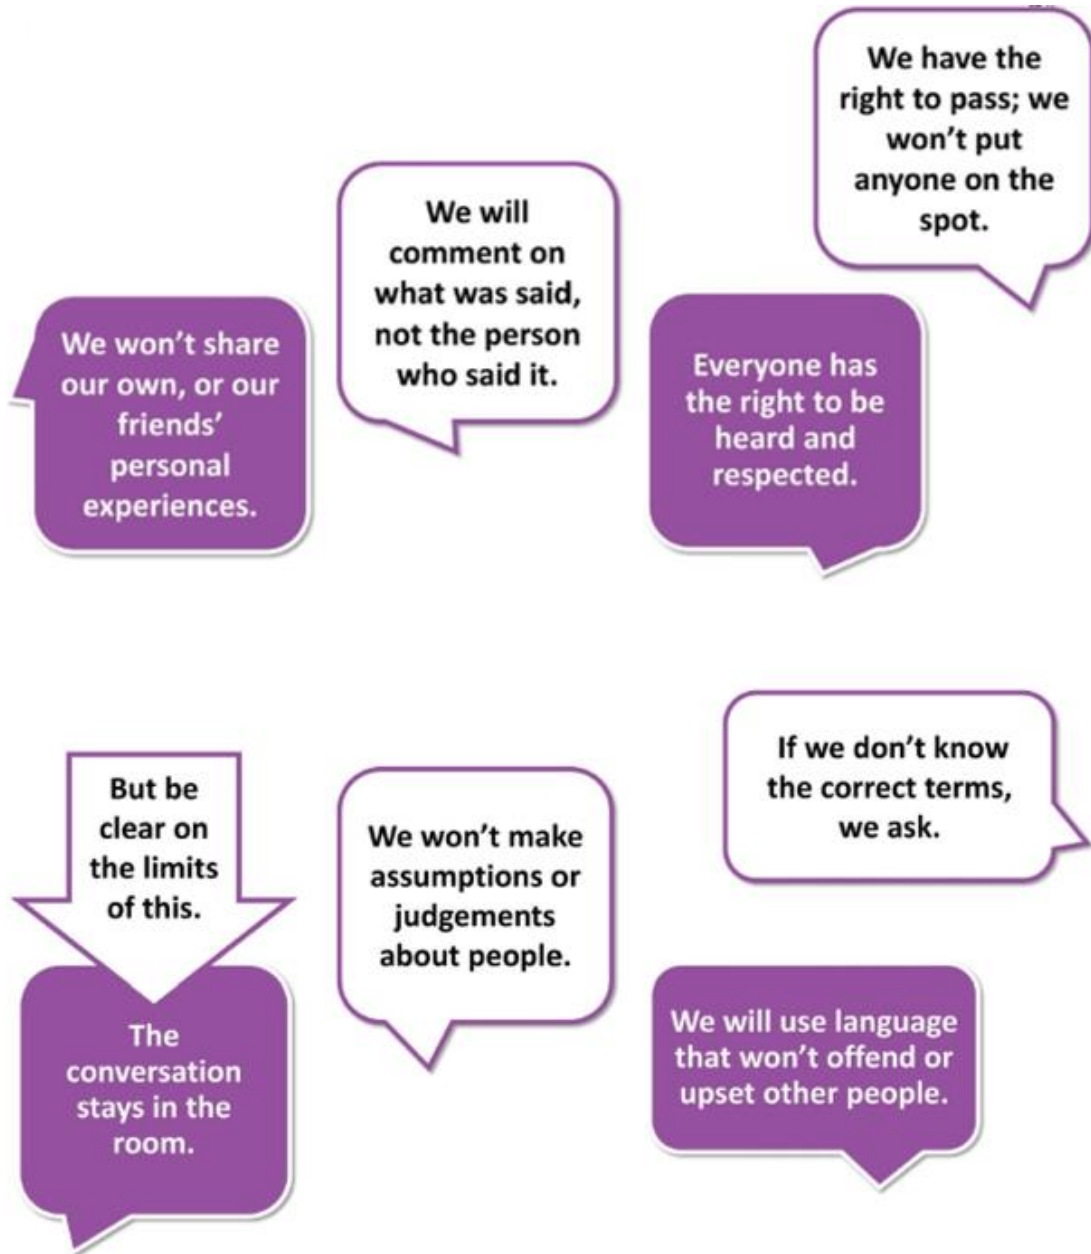 We have the
right to pass; we
won't put
anyone on the
spot.
We will
comment on
what was said,
not the person
who said it.
We won't share
our own, or our
friends'
personal
experiences.
Everyone has
the right to be
heard and
respected.
If we don't know
the correct terms,
we ask.
But be
clear on
the limits
of this.
We won't make
assumptions or
judgements
about people.
The
conversation
stays in the
room.
We will use language
that won't offend or
upset other people.